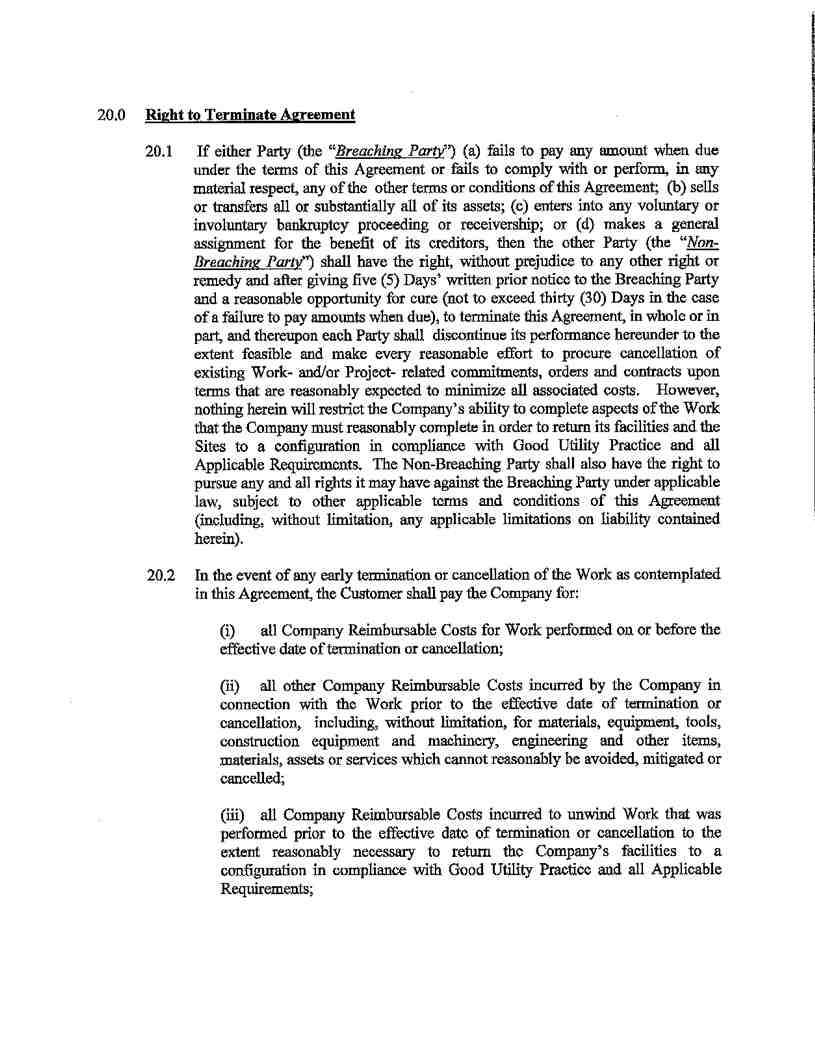 20.0 Right to Terminate Agreement
20.1 If either Party (the “Breaching Party”) (a) fails to pay any amount when due
under the terms of this Agreement or fails to comply with or perform, in any
material respect, any of the other terms or conditions of this Agreement; (b) sells
or transfers all or substantially all of its assets; (c) enters into any voluntary or
involuntary bankruptcy proceeding or receivership; or (d) makes a general
assignment for the benefit of its creditors, then the other Party (the “Non-
Breaching Party”) shall have the right, without prejudice to any other right or
remedy and after giving five (5) Days’ written prior notice to the Breaching Party
and a reasonable opportunity for cure (not to exceed thirty (30) Days in the case
of a failure to pay amounts when due), to terminate this Agreement, in whole or in
part, and thereupon each Party shall discontinue its performance hereunder to the
extent feasible and make every reasonable effort to procure cancellation of
existing Work- and/or Project- related commitments, orders and contracts upon
terms that are reasonably expected to minimize all associated costs. However,
nothing herein will restrict the Company’s ability to complete aspects of the Work
that the Company must reasonably complete in order to return its facilities and the
Sites to a configuration in compliance with Good Utility Practice and all
Applicable Requirements. The Non-Breaching Party shall also have the right to
pursue any and all rights it may have against the Breaching Party under applicable
law, subject to other applicable terms and conditions of this Agreement
(including, without limitation, any applicable limitations on liability contained
herein).
20.2 In the event of any early termination or cancellation of the Work as contemplated
in this Agreement, the Customer shall pay the Company for:
(i) all Company Reimbursable Costs for Work performed on or before the
effective date of termination or cancellation;
(ii) all other Company Reimbursable Costs incurred by the Company in
connection with the Work prior to the effective date of termination or
cancellation, including, without limitation, for materials, equipment, tools,
construction equipment and machinery, engineering and other items,
materials, assets or services which cannot reasonably be avoided, mitigated or
cancelled;
(iii) all Company Reimbursable Costs incurred to unwind Work that was
performed prior to the effective date of termination or cancellation to the
extent reasonably necessary to return the Company’s facilities to a
configuration in compliance with Good Utility Practice and all Applicable
Requirements;